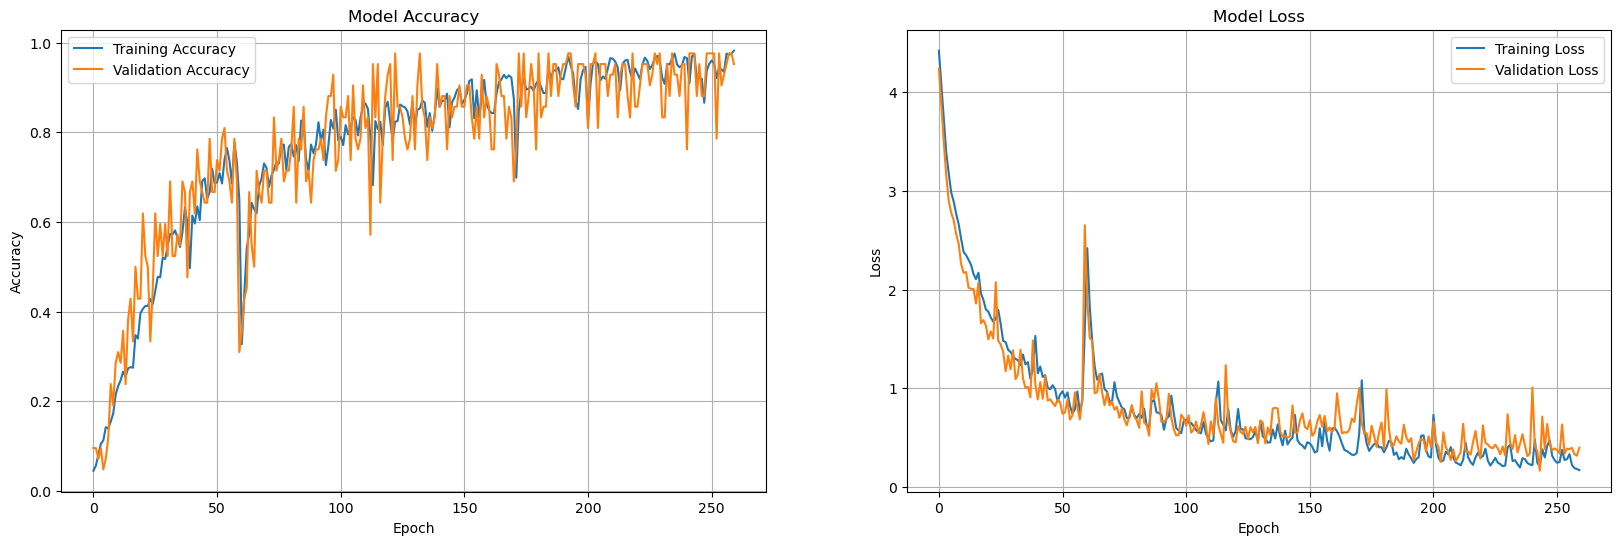 Model Accuracy
Training Accuracy
Validation Accuracy
1.0
0.8
0.6
0.4
0.2
0.0
Accuracy
0 50 100 150 200 250
Epoch
Model Loss
Training Loss
Validation Loss
4
3
2
1
0
Loss
0 50 100 150 200 250
Epoch